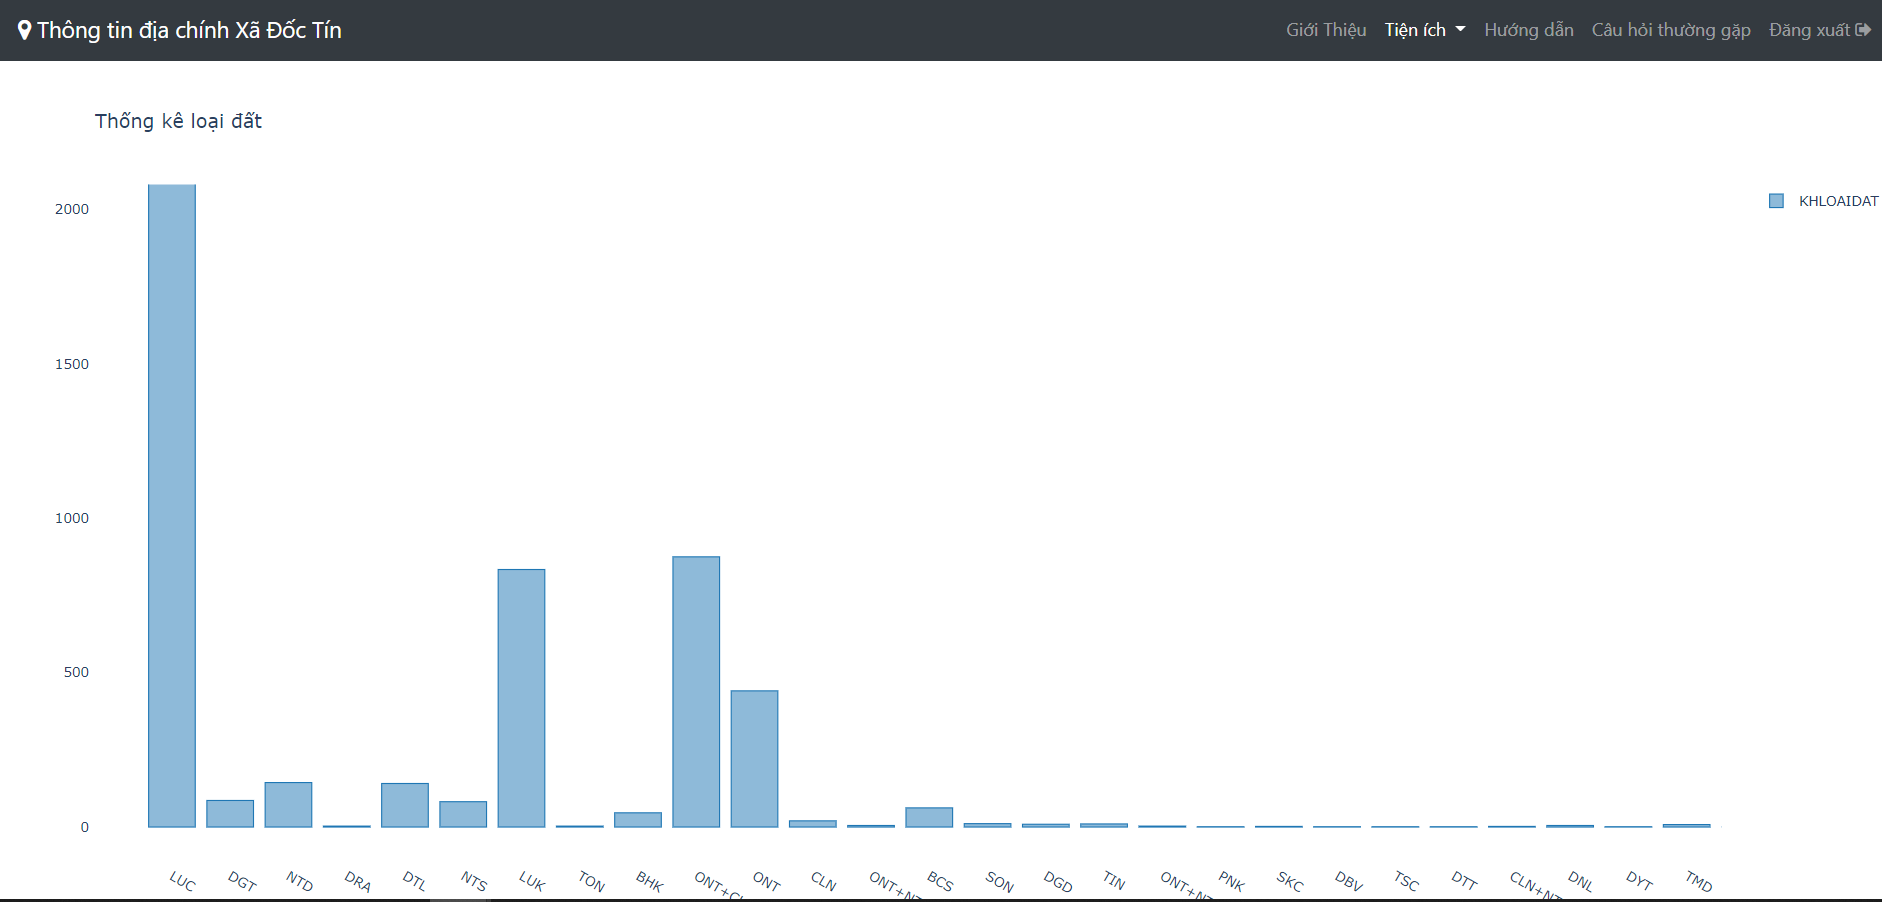 Thông tin địa chính Xã Đốc Tín
Giới Thiệu Tiện ích Hướng dẫn Câu hỏi thường gặp Đăng xuất
Thống kê loại đất
KHLOAIDAT
2000
1500
1000
500
0
LUC DGT NTD DRA DTL NTS LUK TON BHK ONT CLN BCS SON DGD TIN PNK SKC DBV TSC DTT DNL DYT TMD